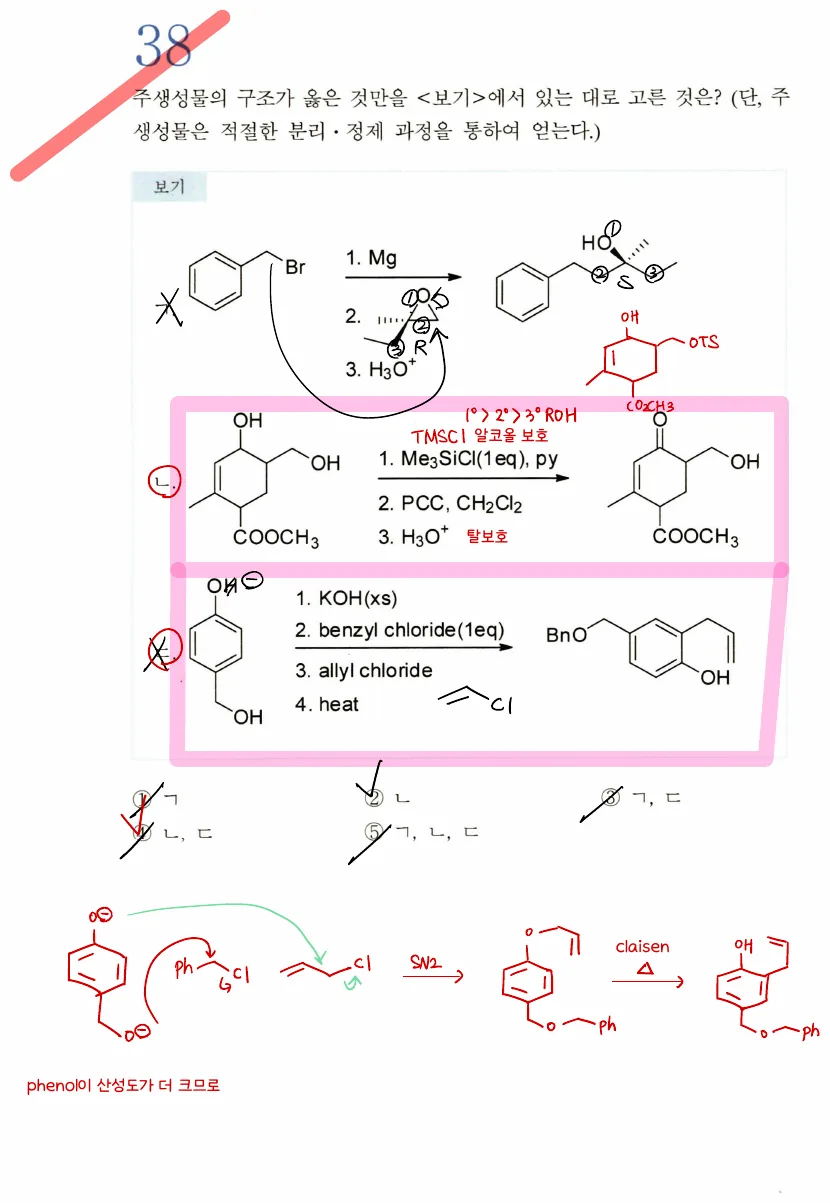 38
주생성물의 구조가 옳은 것만을 <보기>에서 있는 대로 고른 것은? (단, 주
생성물은 적절한 분리·정제 과정을 통하여 얻는다.)
보기
ㄱ.
Br
1. Mg
2.
O
① ② ③ R
3. H₃O⁺
HO
① ② ③ S
OH
OTS
CO₂CH₃
ㄴ.
OH
OH
COOCH₃
1° > 2° > 3° ROH
TMSCl 알코올 보호
1. Me₃SiCl(1eq), py
2. PCC, CH₂Cl₂
3. H₃O⁺ 탈보호
O
OH
COOCH₃
ㄷ.
OH ⊖
OH
1. KOH(xs)
2. benzyl chloride(1eq)
3. allyl chloride
4. heat
Cl
BnO
OH
① ㄱ ② ㄴ ③ ㄱ, ㄷ
④ ㄴ, ㄷ ⑤ ㄱ, ㄴ, ㄷ
O⊖
O⊖
Ph Cl
Cl
SN2
O
O Ph
claisen
△
OH
O Ph
phenol이 산성도가 더 크므로